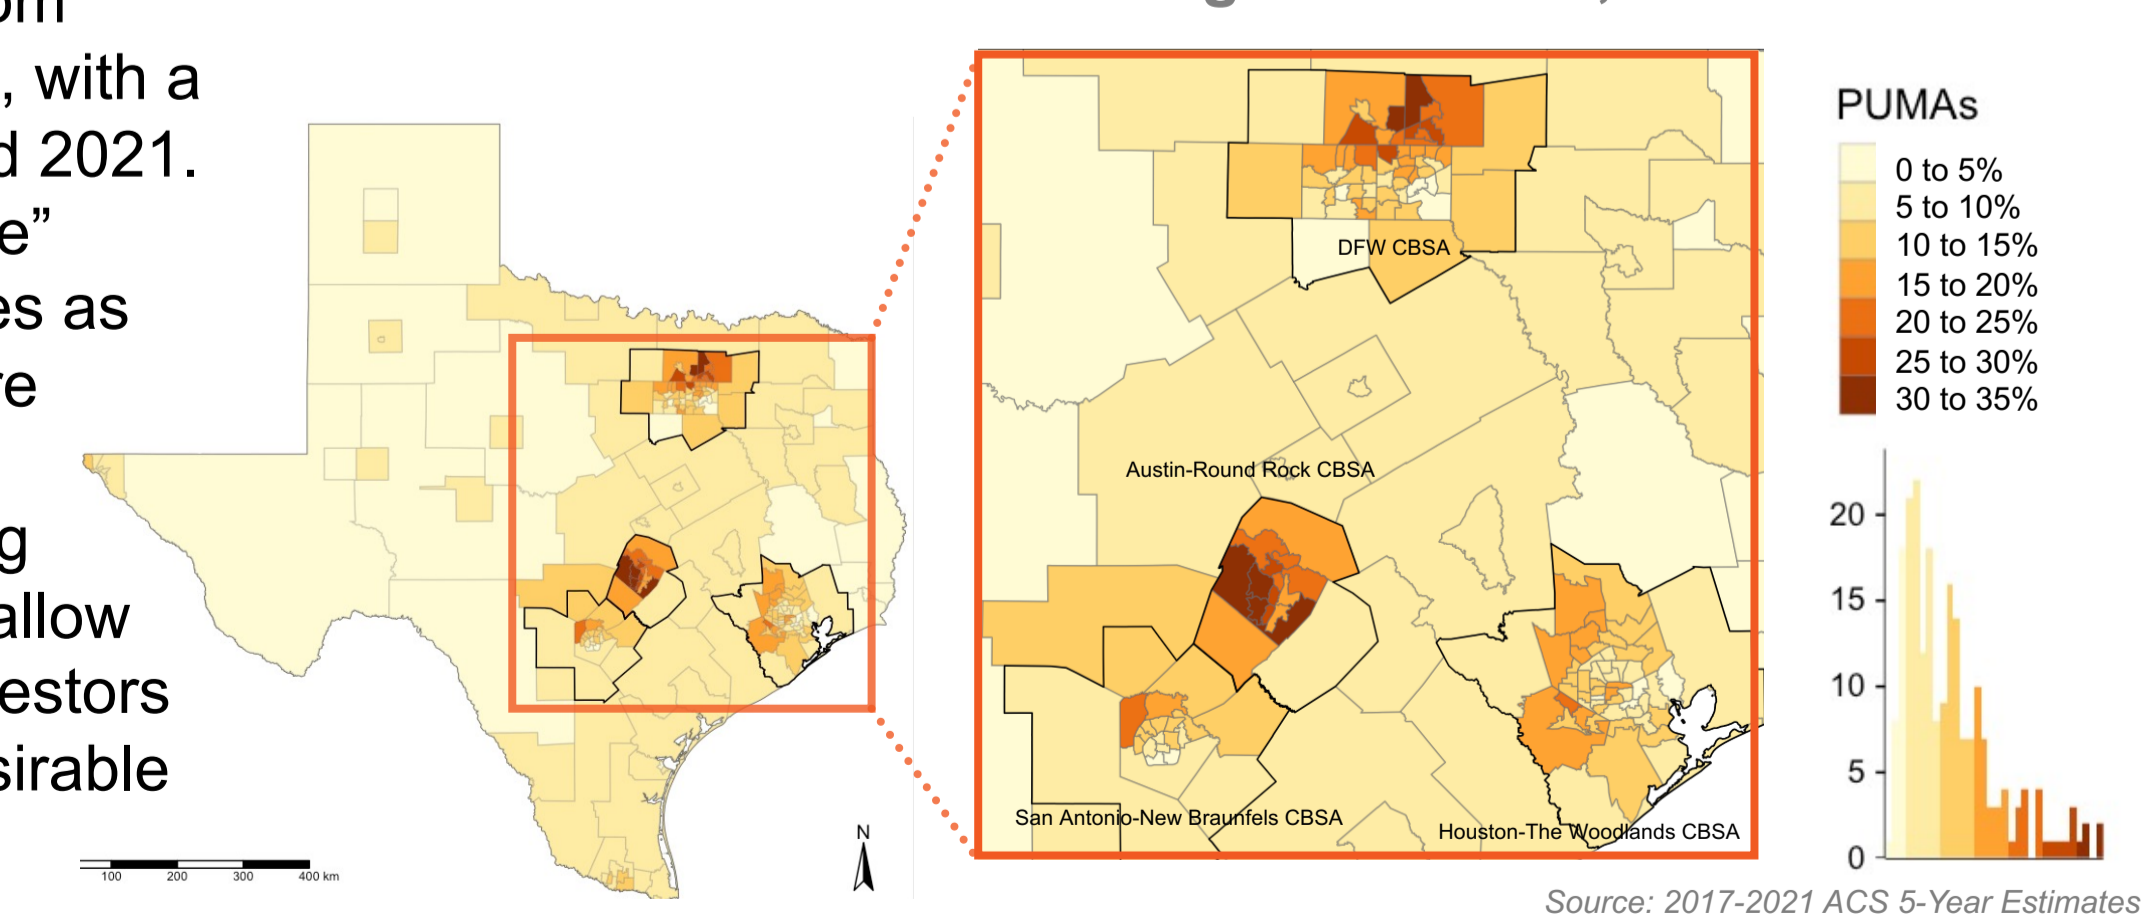 , with a
d 2021.
e”
es as
re
g
allow
estors
sirable
100 200 300 400 km
N
DFW CBSA
Austin-Round Rock CBSA
San Antonio-New Braunfels CBSA
Houston-The Woodlands CBSA
PUMAs
0 to 5%
5 to 10%
10 to 15%
15 to 20%
20 to 25%
25 to 30%
30 to 35%
20
15
10
5
0
Source: 2017-2021 ACS 5-Year Estimates